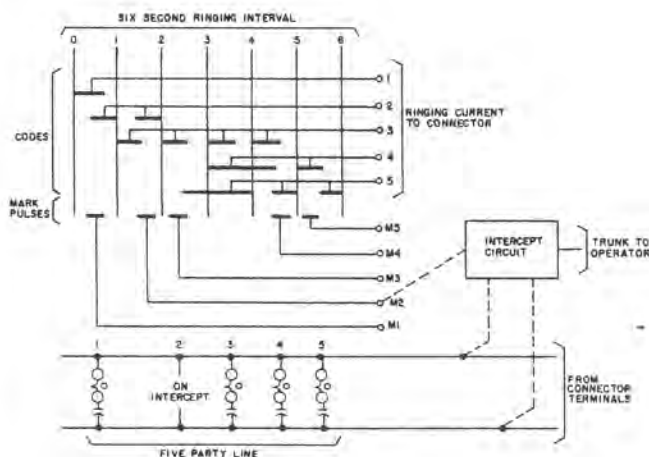 SIX SECOND RINGING INTERVAL
0 1 2 3 4 5 6
1
2
3
4
5
RINGING CURRENT
TO CONNECTOR
CODES
MARK
PULSES
M5
M4
M3
M2
M1
INTERCEPT
CIRCUIT
TRUNK TO
OPERATOR
1 2 3 4 5
ON
INTERCEPT
FROM
CONNECTOR
TERMINALS
FIVE PARTY LINE